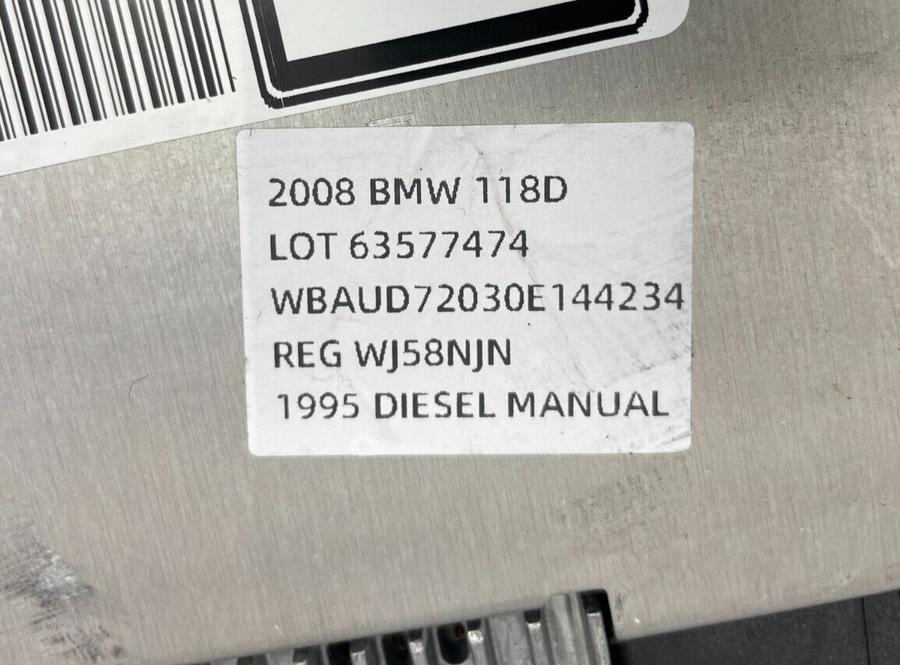 2008 BMW 118D
LOT 63577474
WBAUD72030E144234
REG WJ58NJN
1995 DIESEL MANUAL